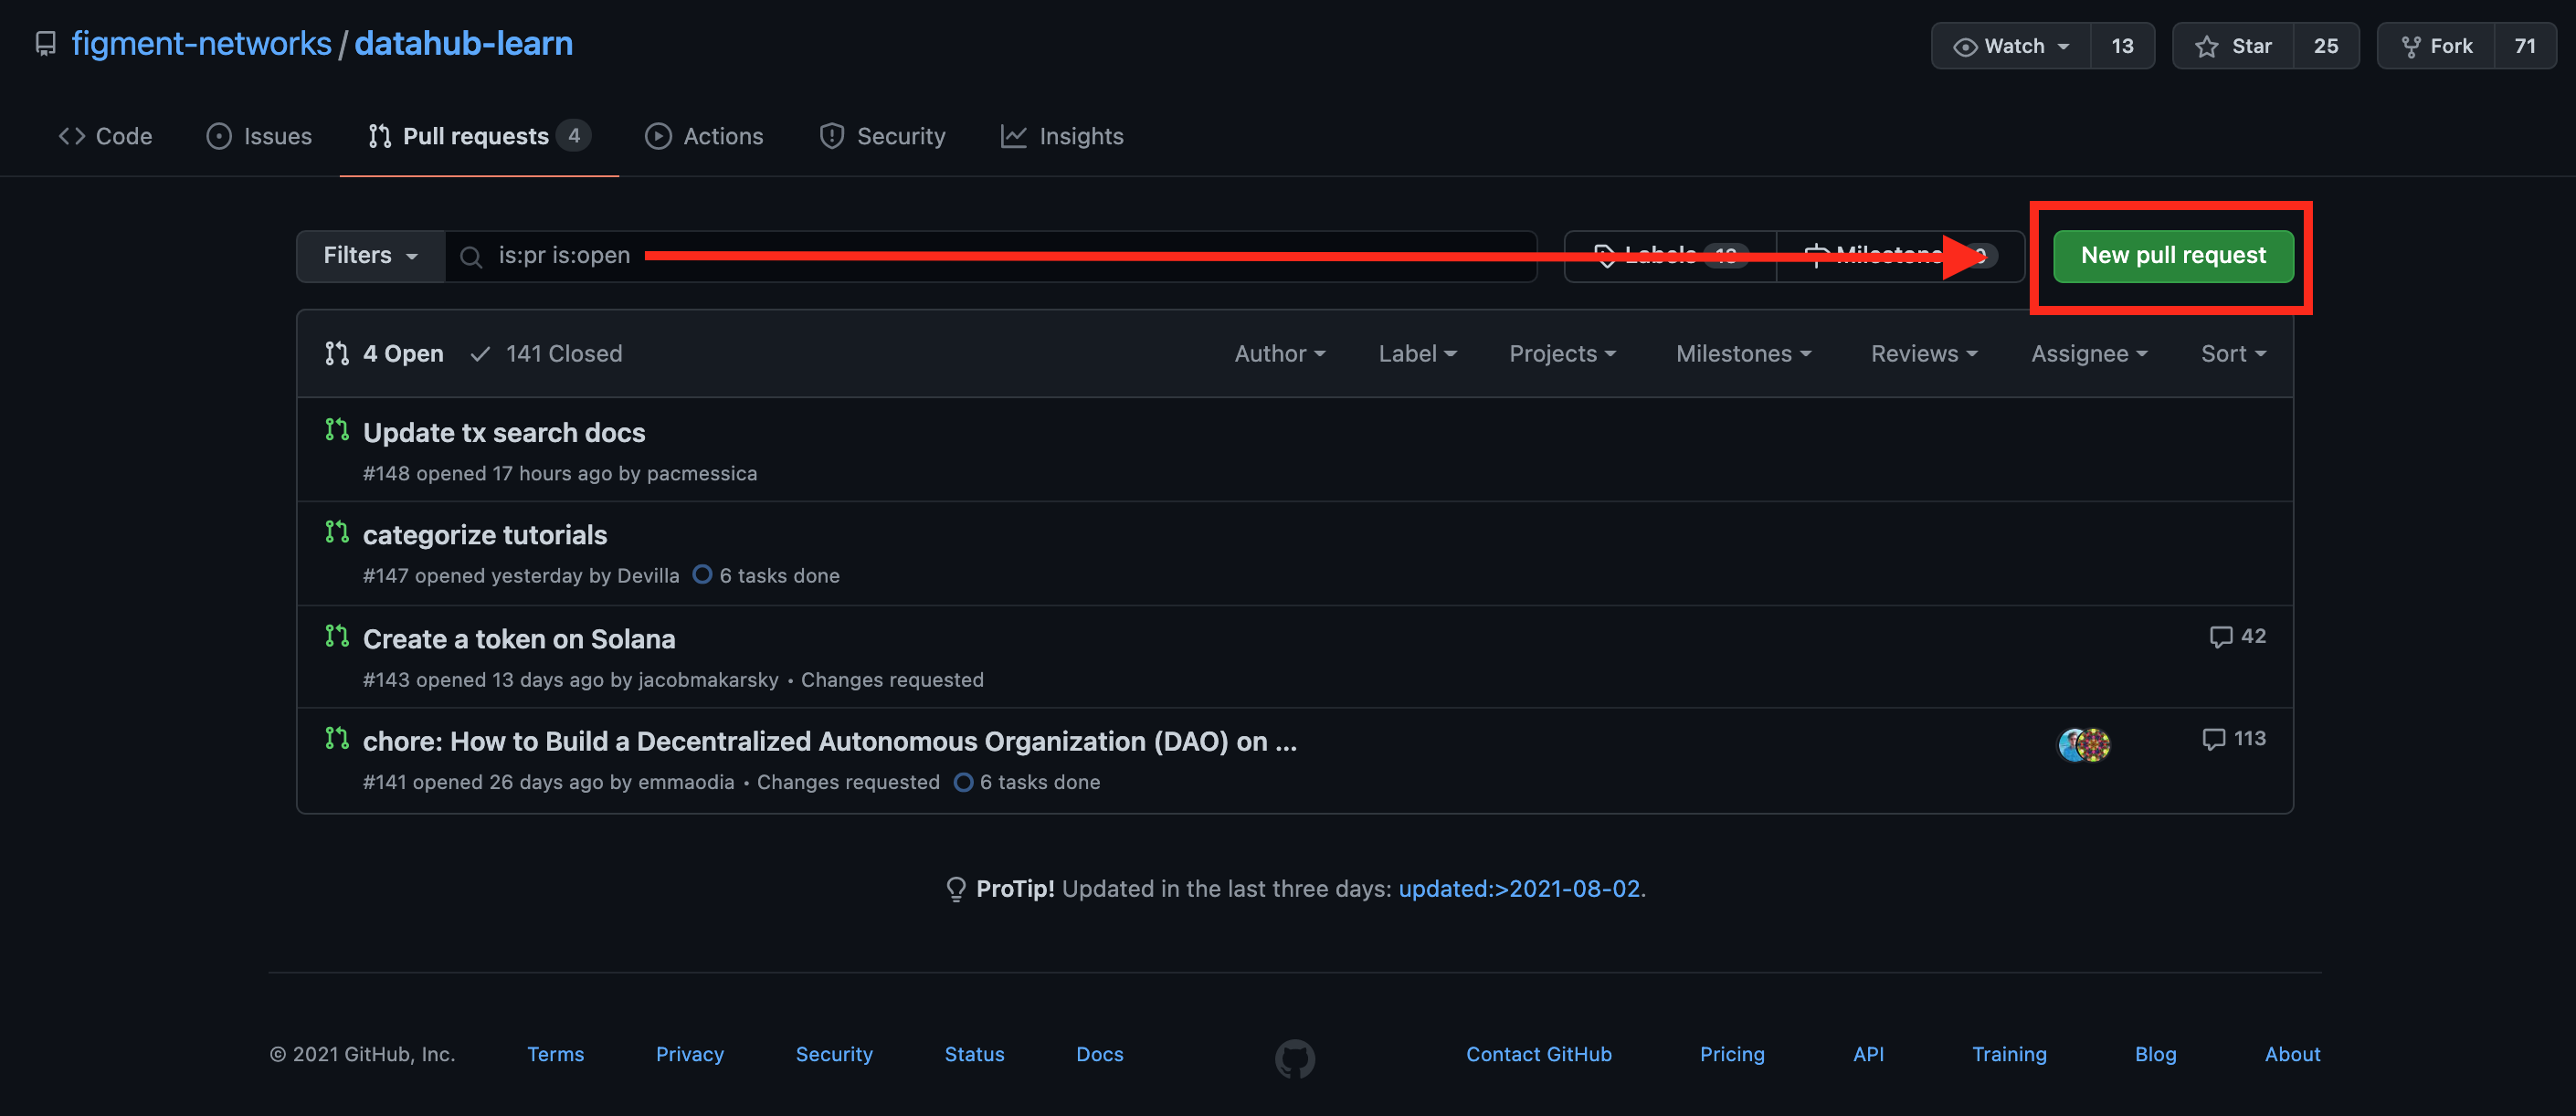 figment-networks / datahub-learn
Watch 13 Star 25 Fork 71
Code Issues Pull requests 4 Actions Security Insights
Filters is:pr is:open Labels Milestone New pull request
4 Open 141 Closed Author Label Projects Milestones Reviews Assignee Sort
Update tx search docs
#148 opened 17 hours ago by pacmessica
categorize tutorials
#147 opened yesterday by Devilla 6 tasks done
Create a token on Solana 42
#143 opened 13 days ago by jacobmakarsky • Changes requested
chore: How to Build a Decentralized Autonomous Organization (DAO) on ... 113
#141 opened 26 days ago by emmaodia • Changes requested 6 tasks done
ProTip! Updated in the last three days: updated:>2021-08-02.
© 2021 GitHub, Inc. Terms Privacy Security Status Docs Contact GitHub Pricing API Training Blog About